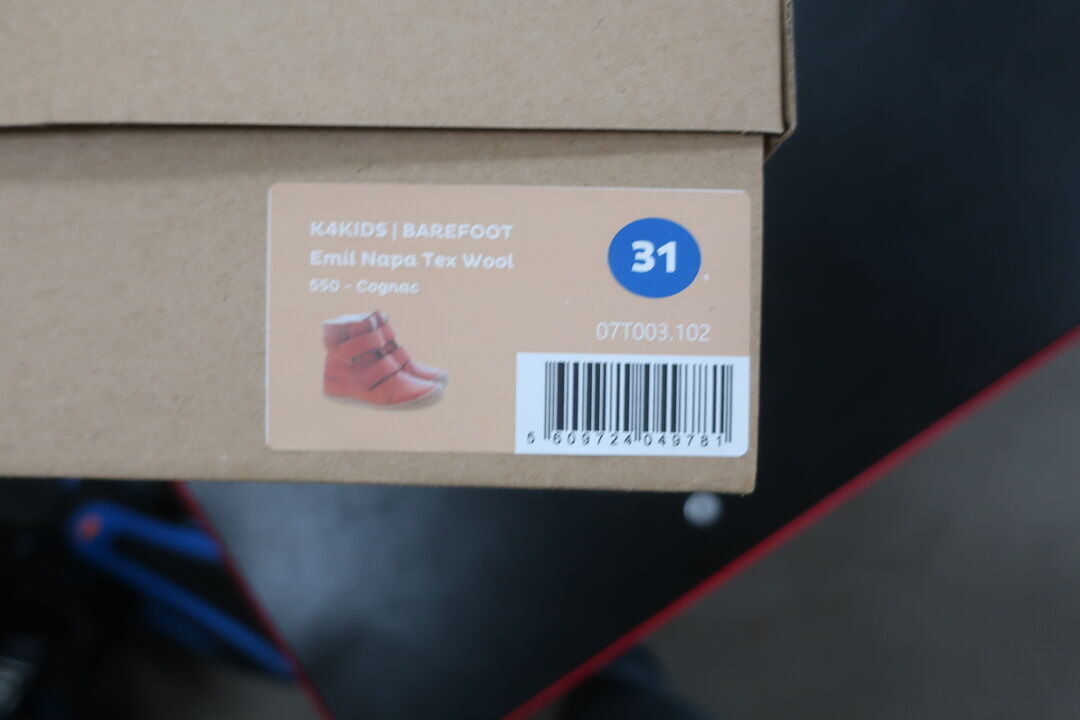 K4KIDS | BAREFOOT
Emil Napa Tex Wool
550 - Cognac
31
07T003.102
5 609724 049781